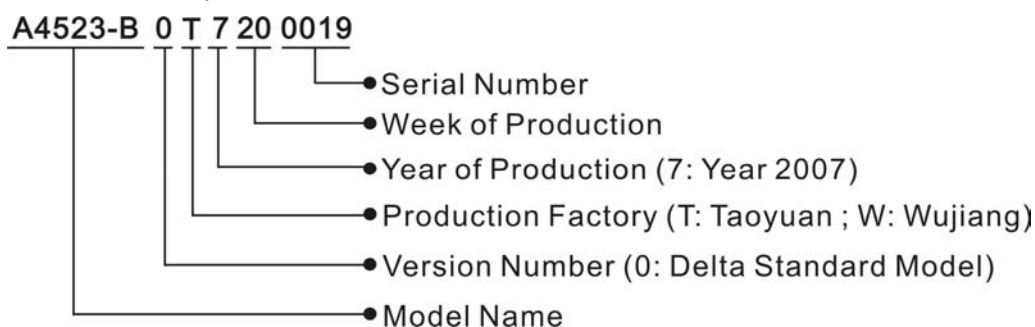 A4523-B 0 T 7 20 0019
Serial Number
Week of Production
Year of Production (7: Year 2007)
Production Factory (T: Taoyuan ; W: Wujiang)
Version Number (0: Delta Standard Model)
Model Name